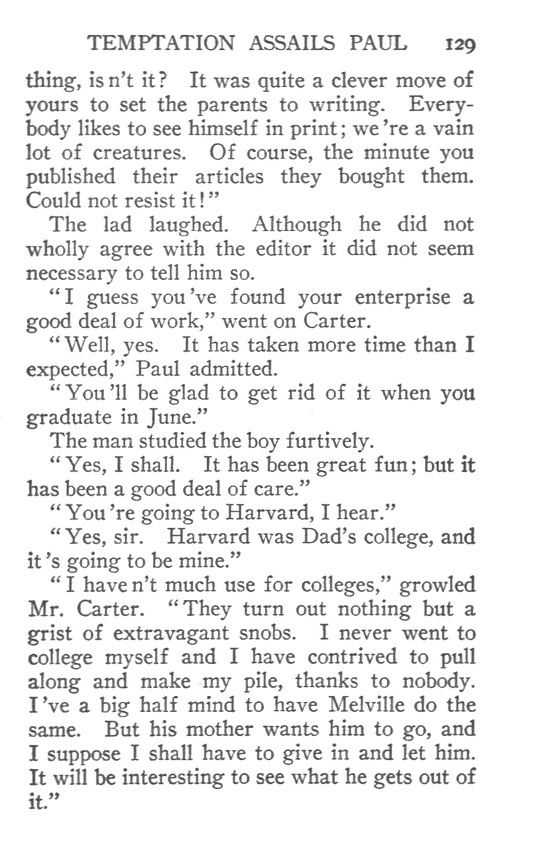 TEMPTATION ASSAILS PAUL 129
thing, is n't it? It was quite a clever move of
yours to set the parents to writing. Every-
body likes to see himself in print; we 're a vain
lot of creatures. Of course, the minute you
published their articles they bought them.
Could not resist it!"
The lad laughed. Although he did not
wholly agree with the editor it did not seem
necessary to tell him so.
"I guess you 've found your enterprise a
good deal of work," went on Carter.
"Well, yes. It has taken more time than I
expected," Paul admitted.
"You 'll be glad to get rid of it when you
graduate in June."
The man studied the boy furtively.
"Yes, I shall. It has been great fun; but it
has been a good deal of care."
"You 're going to Harvard, I hear."
"Yes, sir. Harvard was Dad's college, and
it 's going to be mine."
"I have n't much use for colleges," growled
Mr. Carter. "They turn out nothing but a
grist of extravagant snobs. I never went to
college myself and I have contrived to pull
along and make my pile, thanks to nobody.
I 've a big half mind to have Melville do the
same. But his mother wants him to go, and
I suppose I shall have to give in and let him.
It will be interesting to see what he gets out of
it."